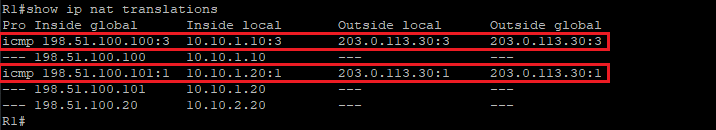 R1#show ip nat translations
Pro Inside global Inside local Outside local Outside global
icmp 198.51.100.100:3 10.10.1.10:3 203.0.113.30:3 203.0.113.30:3
--- 198.51.100.100 10.10.1.10 --- ---
icmp 198.51.100.101:1 10.10.1.20:1 203.0.113.30:1 203.0.113.30:1
--- 198.51.100.101 10.10.1.20 --- ---
--- 198.51.100.20 10.10.2.20 --- ---
R1#